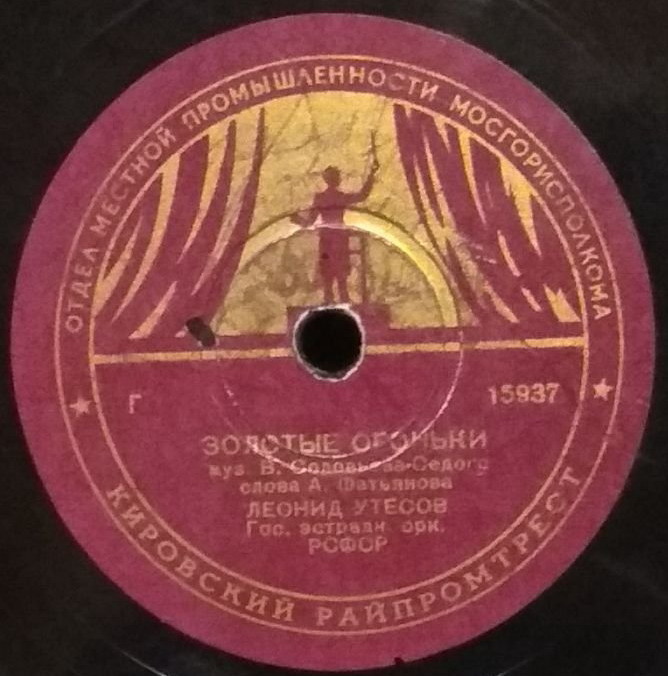 ОТДЕЛ МЕСТНОЙ ПРОМЫШЛЕННОСТИ МОСГОРИСПОЛКОМА
Г 15937
ЗОЛОТЫЕ ОГОНЬКИ
муз. В. Соловьева-Седого
слова А. Фатьянова
ЛЕОНИД УТЕСОВ
Гос. эстрадн. орк.
РСФСР
КИРОВСКИЙ РАЙПРОМТРЕСТ